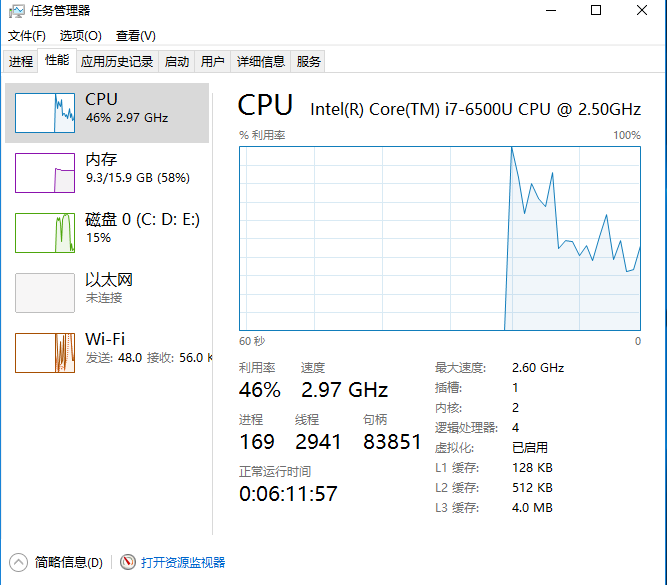 任务管理器
文件(F) 选项(O) 查看(V)
进程 性能 应用历史记录 启动 用户 详细信息 服务
CPU
46% 2.97 GHz
内存
9.3/15.9 GB (58%)
磁盘 0 (C: D: E:)
15%
以太网
未连接
Wi-Fi
发送: 48.0 接收: 56.0 K
CPU Intel(R) Core(TM) i7-6500U CPU @ 2.50GHz
% 利用率 100%
60 秒 0
利用率 速度
46% 2.97 GHz
进程 线程 句柄
169 2941 83851
正常运行时间
0:06:11:57
最大速度: 2.60 GHz
插槽: 1
内核: 2
逻辑处理器: 4
虚拟化: 已启用
L1 缓存: 128 KB
L2 缓存: 512 KB
L3 缓存: 4.0 MB
简略信息(D) 打开资源监视器